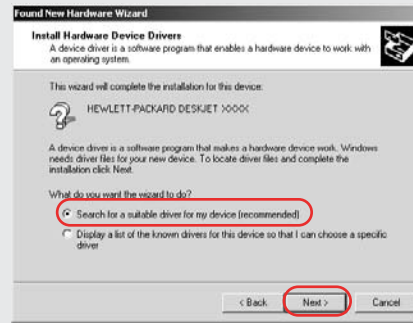 Found New Hardware Wizard
Install Hardware Device Drivers
A device driver is a software program that enables a hardware device to work with
an operating system.
This wizard will complete the installation for this device:
HEWLETT-PACKARD DESKJET XXXX
A device driver is a software program that makes a hardware device work. Windows
needs driver files for your new device. To locate driver files and complete the
installation click Next.
What do you want the wizard to do?
Search for a suitable driver for my device (recommended)
Display a list of the known drivers for this device so that I can choose a specific
driver
< Back
Next >
Cancel